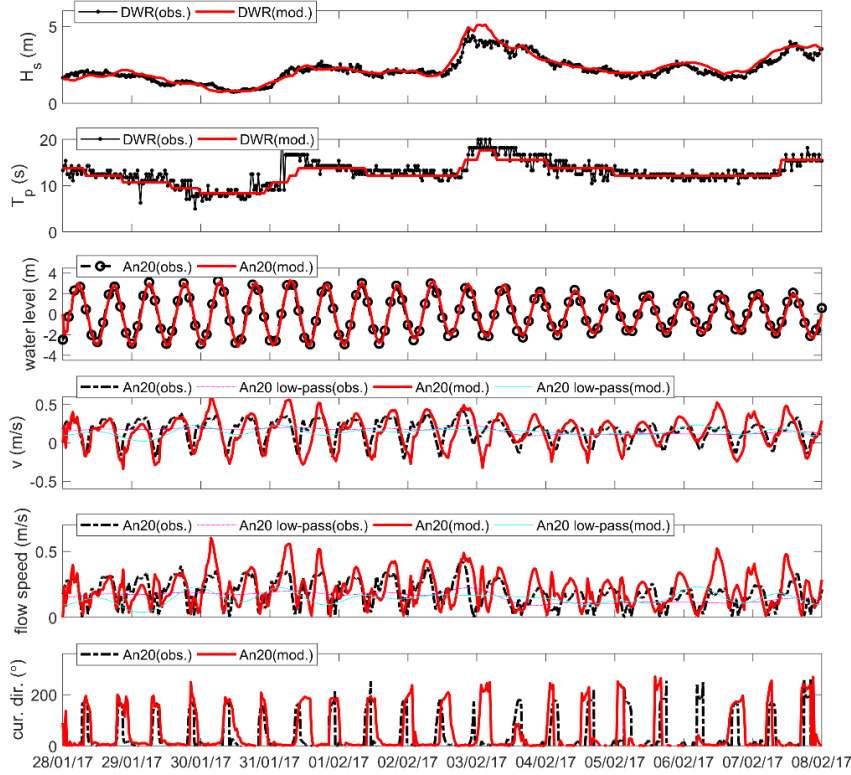 DWR(obs.) DWR(mod.)
5
0
H_s (m)
DWR(obs.) DWR(mod.)
20
10
0
T_p (s)
An20(obs.) An20(mod.)
4
2
0
-2
-4
water level (m)
An20(obs.) An20 low-pass(obs.) An20(mod.) An20 low-pass(mod.)
0.5
0
-0.5
v (m/s)
An20(obs.) An20 low-pass(obs.) An20(mod.) An20 low-pass(mod.)
0.5
0
flow speed (m/s)
An20(obs.) An20(mod.)
200
0
cur. dir. (°)
28/01/17 29/01/17 30/01/17 31/01/17 01/02/17 02/02/17 03/02/17 04/02/17 05/02/17 06/02/17 07/02/17 08/02/17